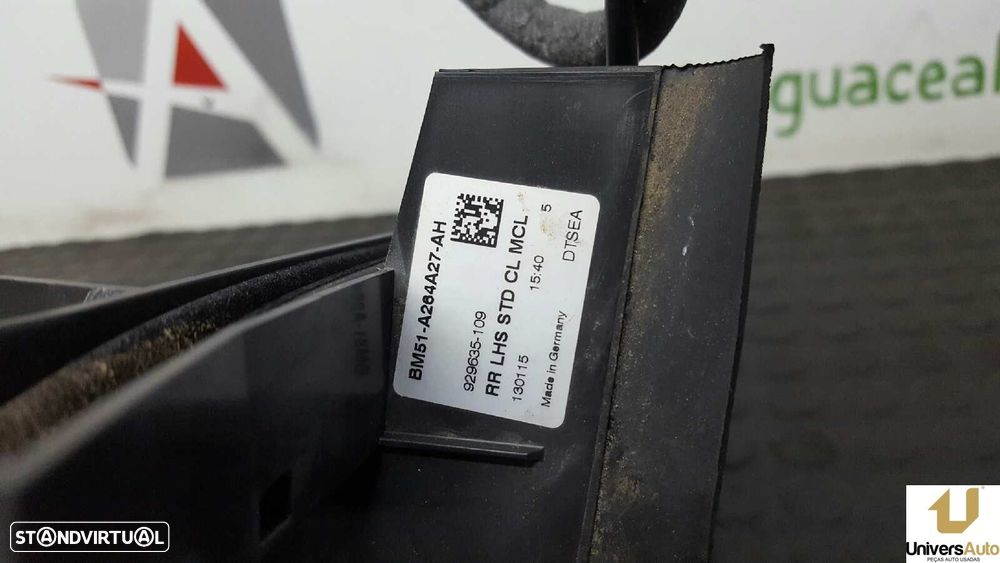 guaceal
BM51-A264A27-AH
929635-109
RR LHS STD CL MCL
130115 15:40 5
Made in Germany DTSEA
STANDVIRTUAL
UniversAuto
PEÇAS AUTO USADAS